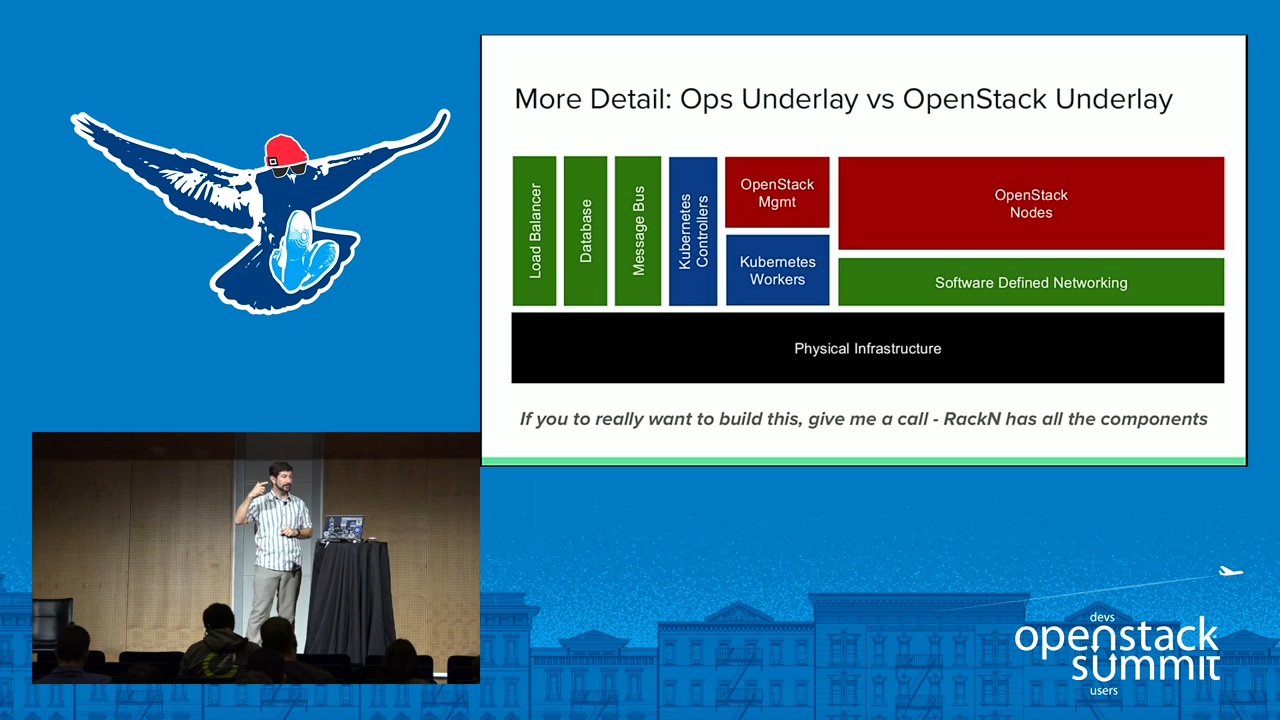 More Detail: Ops Underlay vs OpenStack Underlay
Load Balancer
Database
Message Bus
Kubernetes
Controllers
OpenStack
Mgmt
Kubernetes
Workers
OpenStack
Nodes
Software Defined Networking
Physical Infrastructure
If you to really want to build this, give me a call - RackN has all the components
devs
openstack
summit
users